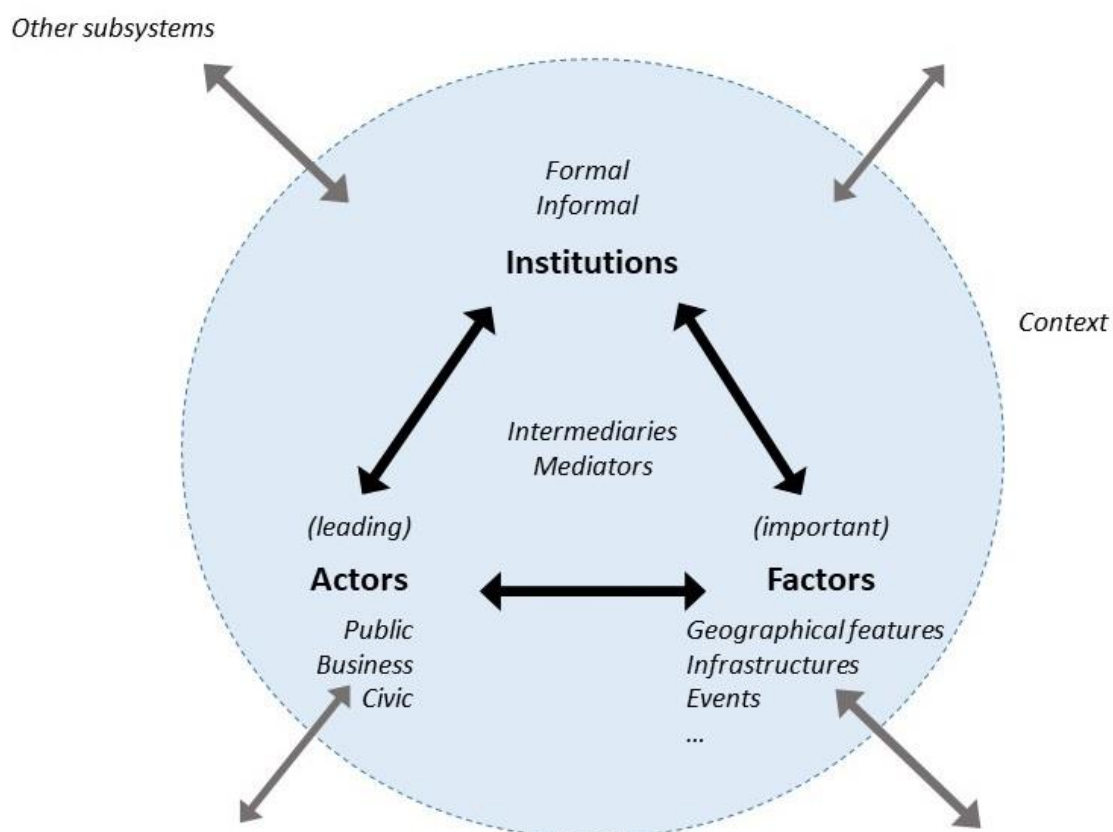 Other subsystems
Formal
Informal
Institutions
Context
Intermediaries
Mediators
(leading)
Actors
Public
Business
Civic
(important)
Factors
Geographical features
Infrastructures
Events
...